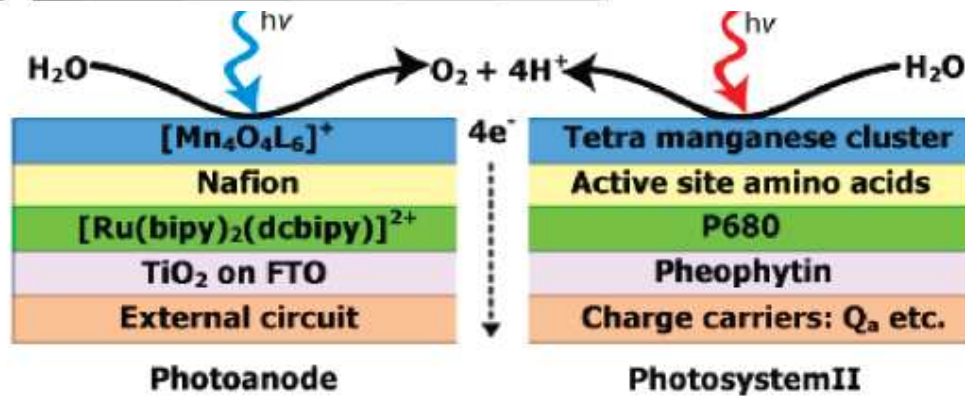 hν hν
H₂O O₂ + 4H⁺ H₂O
[Mn₄O₄L₆]⁺ 4e⁻ Tetra manganese cluster
Nafion Active site amino acids
[Ru(bipy)₂(dcbipy)]²⁺ P680
TiO₂ on FTO Pheophytin
External circuit Charge carriers: Qₐ etc.
Photoanode PhotosystemII